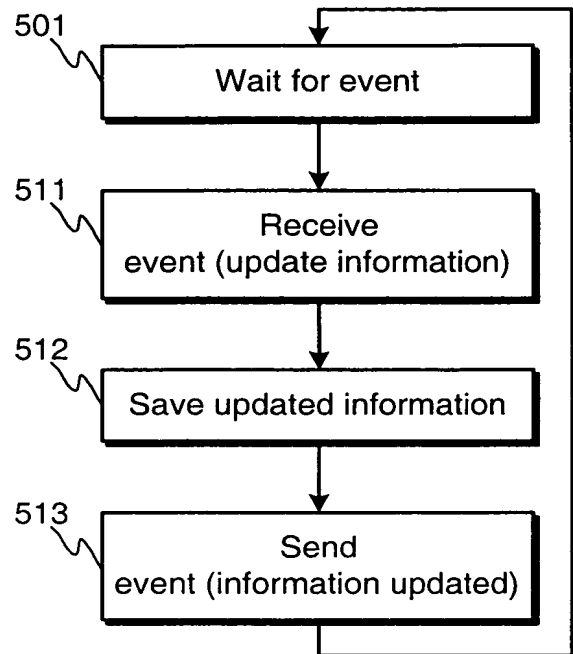 501
Wait for event
511
Receive
event (update information)
512
Save updated information
513
Send
event (information updated)